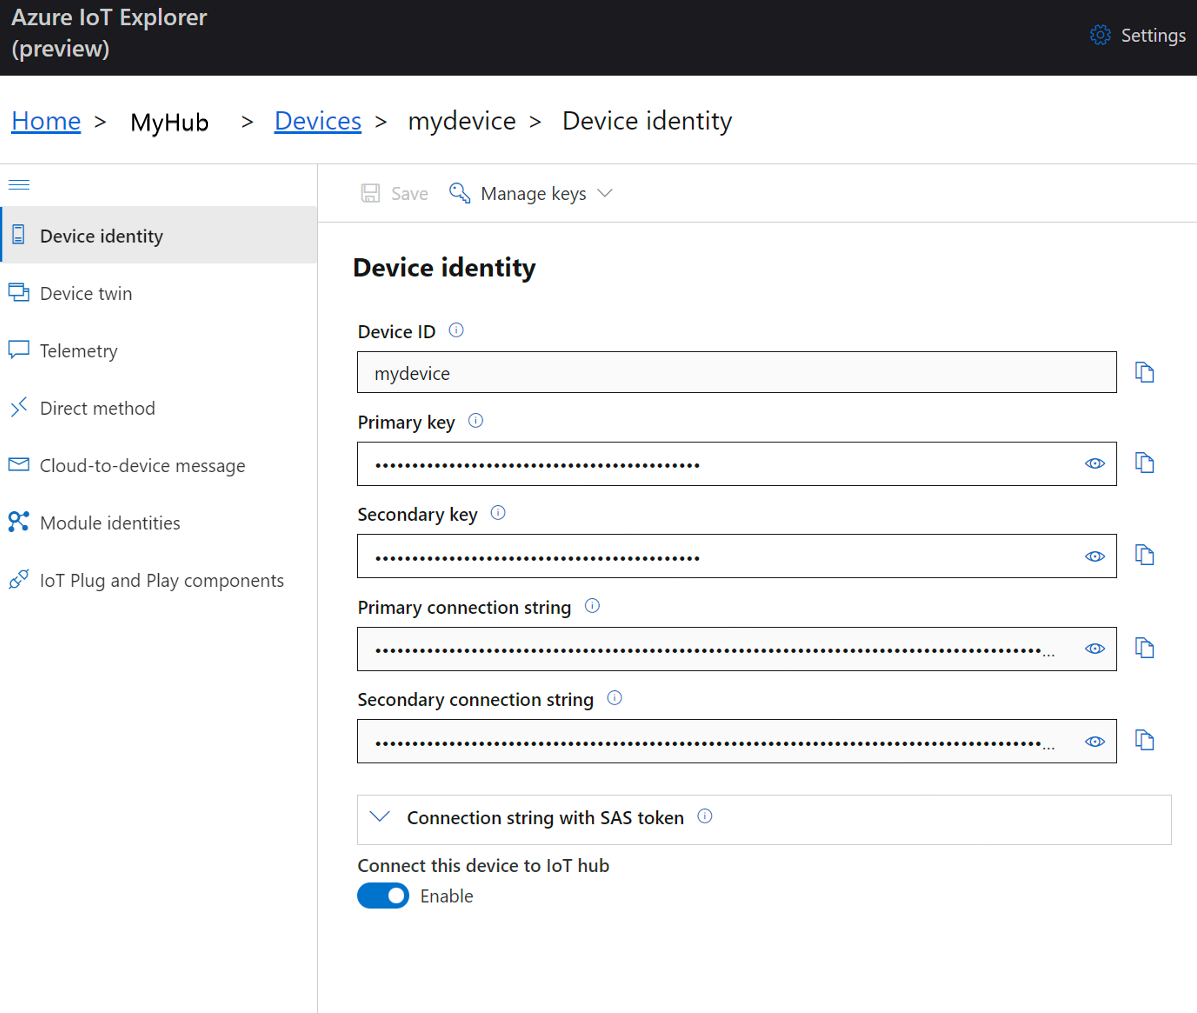 Azure IoT Explorer
(preview)
Settings
Home > MyHub > Devices > mydevice > Device identity
Save Manage keys
Device identity
Device twin
Telemetry
Direct method
Cloud-to-device message
Module identities
IoT Plug and Play components
Device identity
Device ID
mydevice
Primary key
••••••••••••••••••••••••••••••••••••••••••••
Secondary key
••••••••••••••••••••••••••••••••••••••••••••
Primary connection string
••••••••••••••••••••••••••••••••••••••••••••••••••••••••••••••••••••••••••••••••••••••••••...
Secondary connection string
••••••••••••••••••••••••••••••••••••••••••••••••••••••••••••••••••••••••••••••••••••••••••...
Connection string with SAS token
Connect this device to IoT hub
Enable